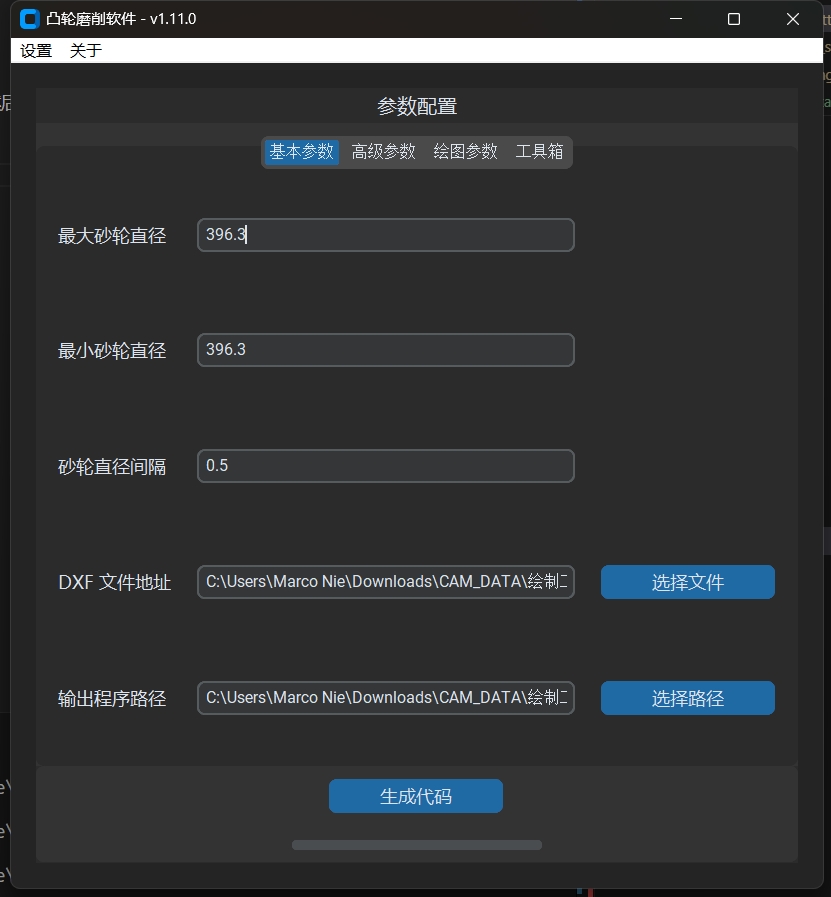 凸轮磨削软件 - v1.11.0
设置 关于
参数配置
基本参数 高级参数 绘图参数 工具箱
最大砂轮直径 396.3
最小砂轮直径 396.3
砂轮直径间隔 0.5
DXF 文件地址 C:\Users\Marco Nie\Downloads\CAM_DATA\绘制 选择文件
输出程序路径 C:\Users\Marco Nie\Downloads\CAM_DATA\绘制 选择路径
生成代码